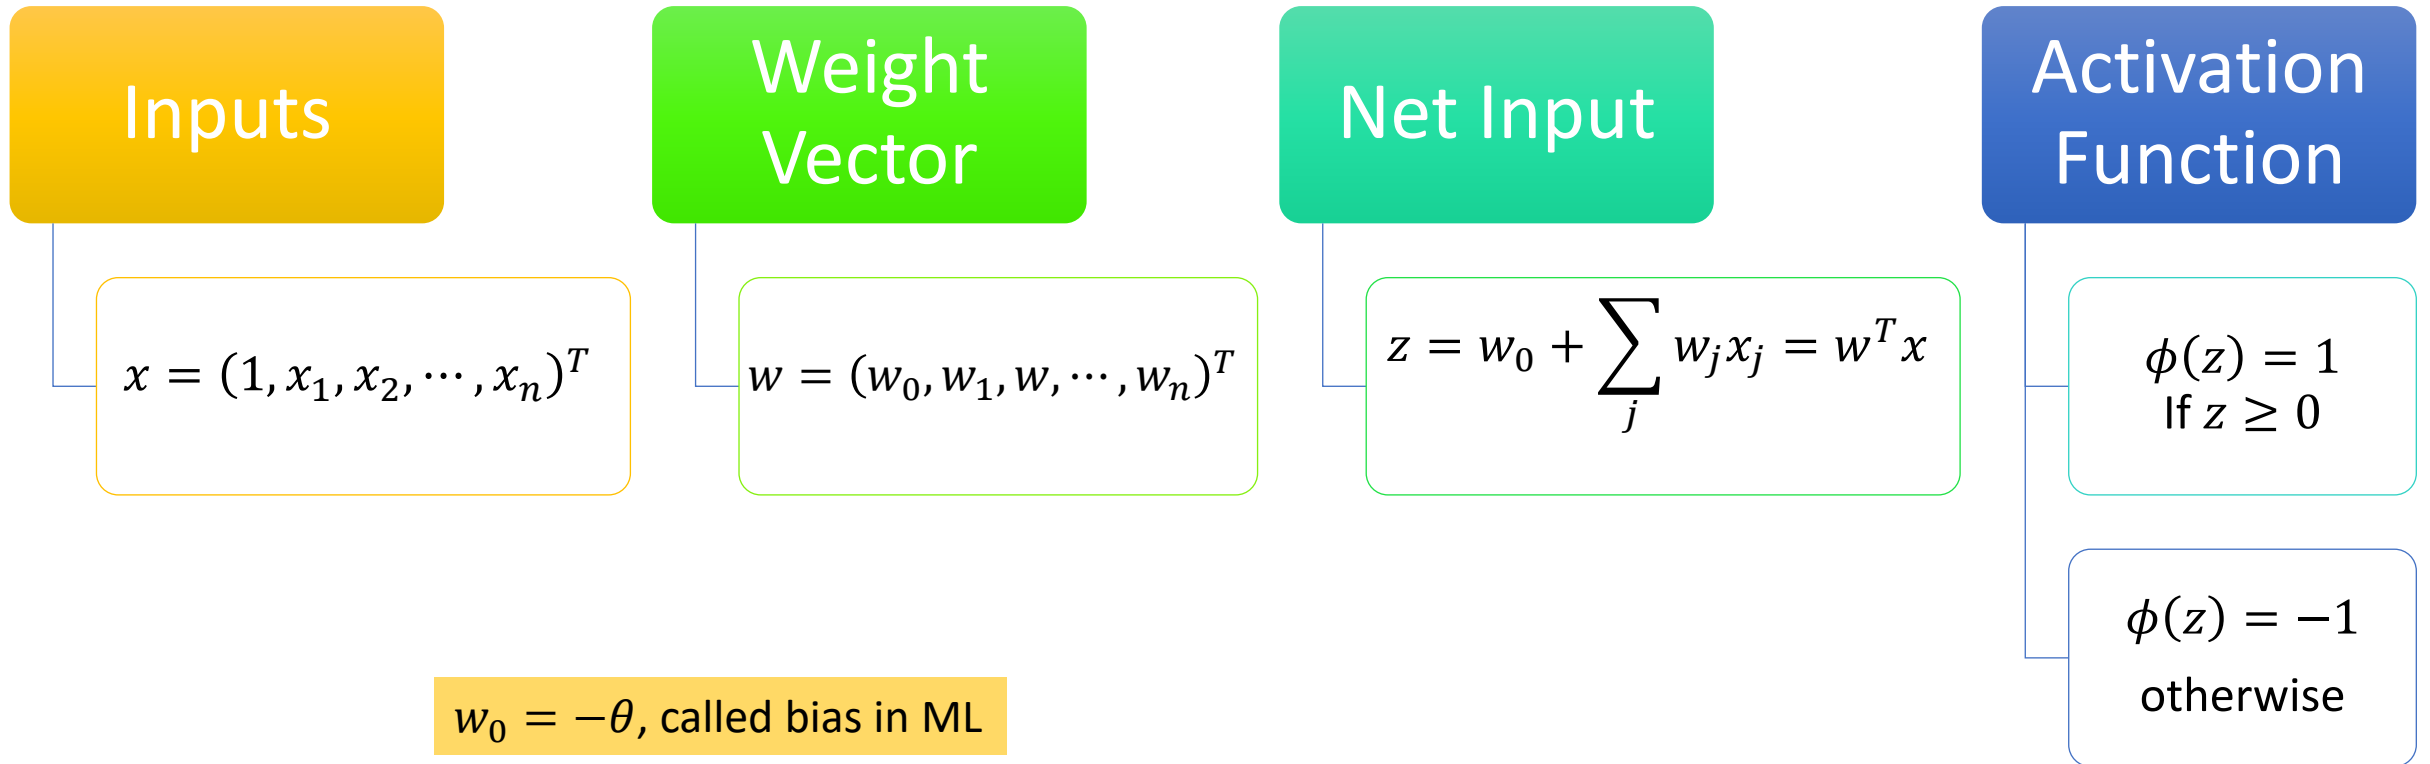 Inputs
x = (1, x₁, x₂, ⋯, xₙ)ᵀ
Weight
Vector
w = (w₀, w₁, w, ⋯, wₙ)ᵀ
Net Input
z = w₀ + ∑ⱼ wⱼxⱼ = wᵀx
Activation
Function
ϕ(z) = 1
If z ≥ 0
ϕ(z) = −1
otherwise
w₀ = −θ, called bias in ML